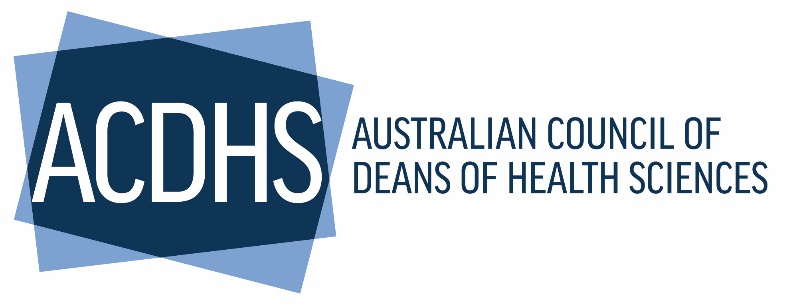 ACDHS
AUSTRALIAN COUNCIL OF
DEANS OF HEALTH SCIENCES